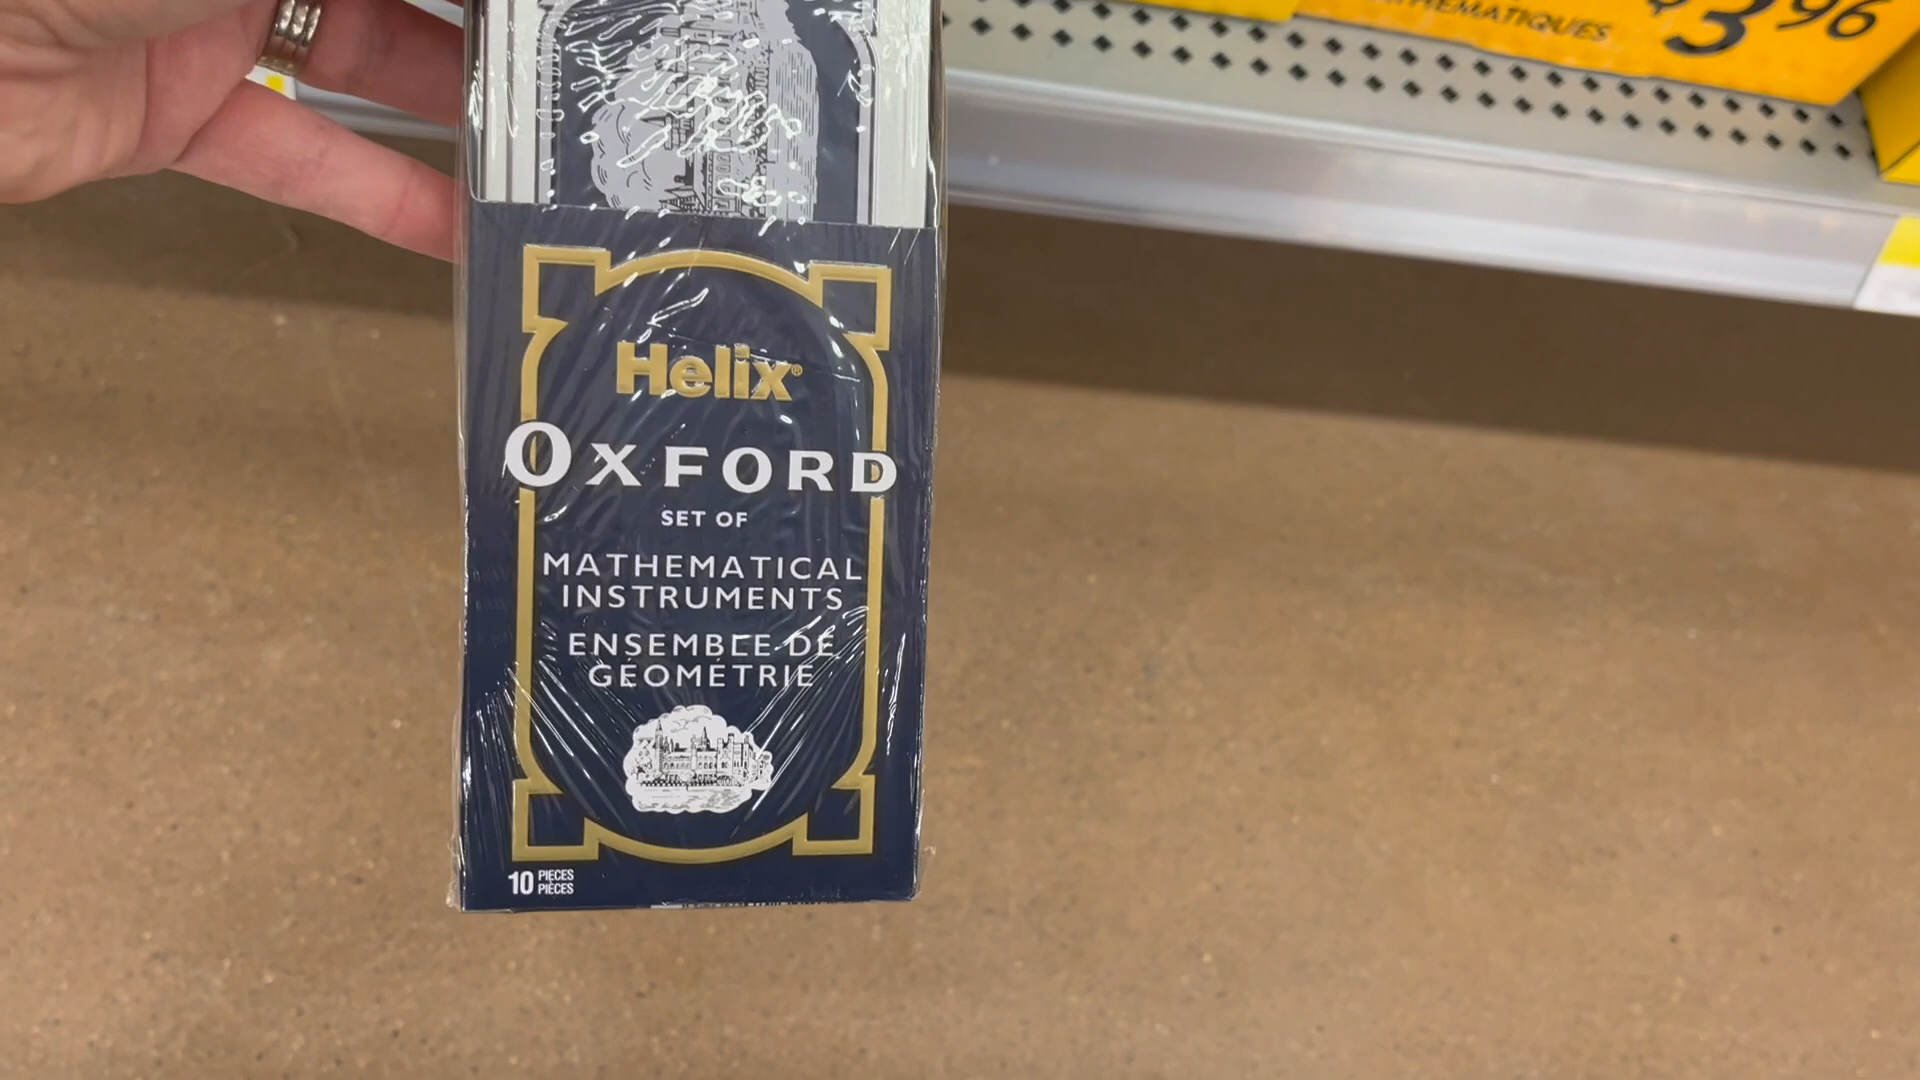 $3 96
Helix®
OXFORD
SET OF
MATHEMATICAL
INSTRUMENTS
ENSEMBLE DE
GÉOMÉTRIE
10 PIECES
PIÈCES